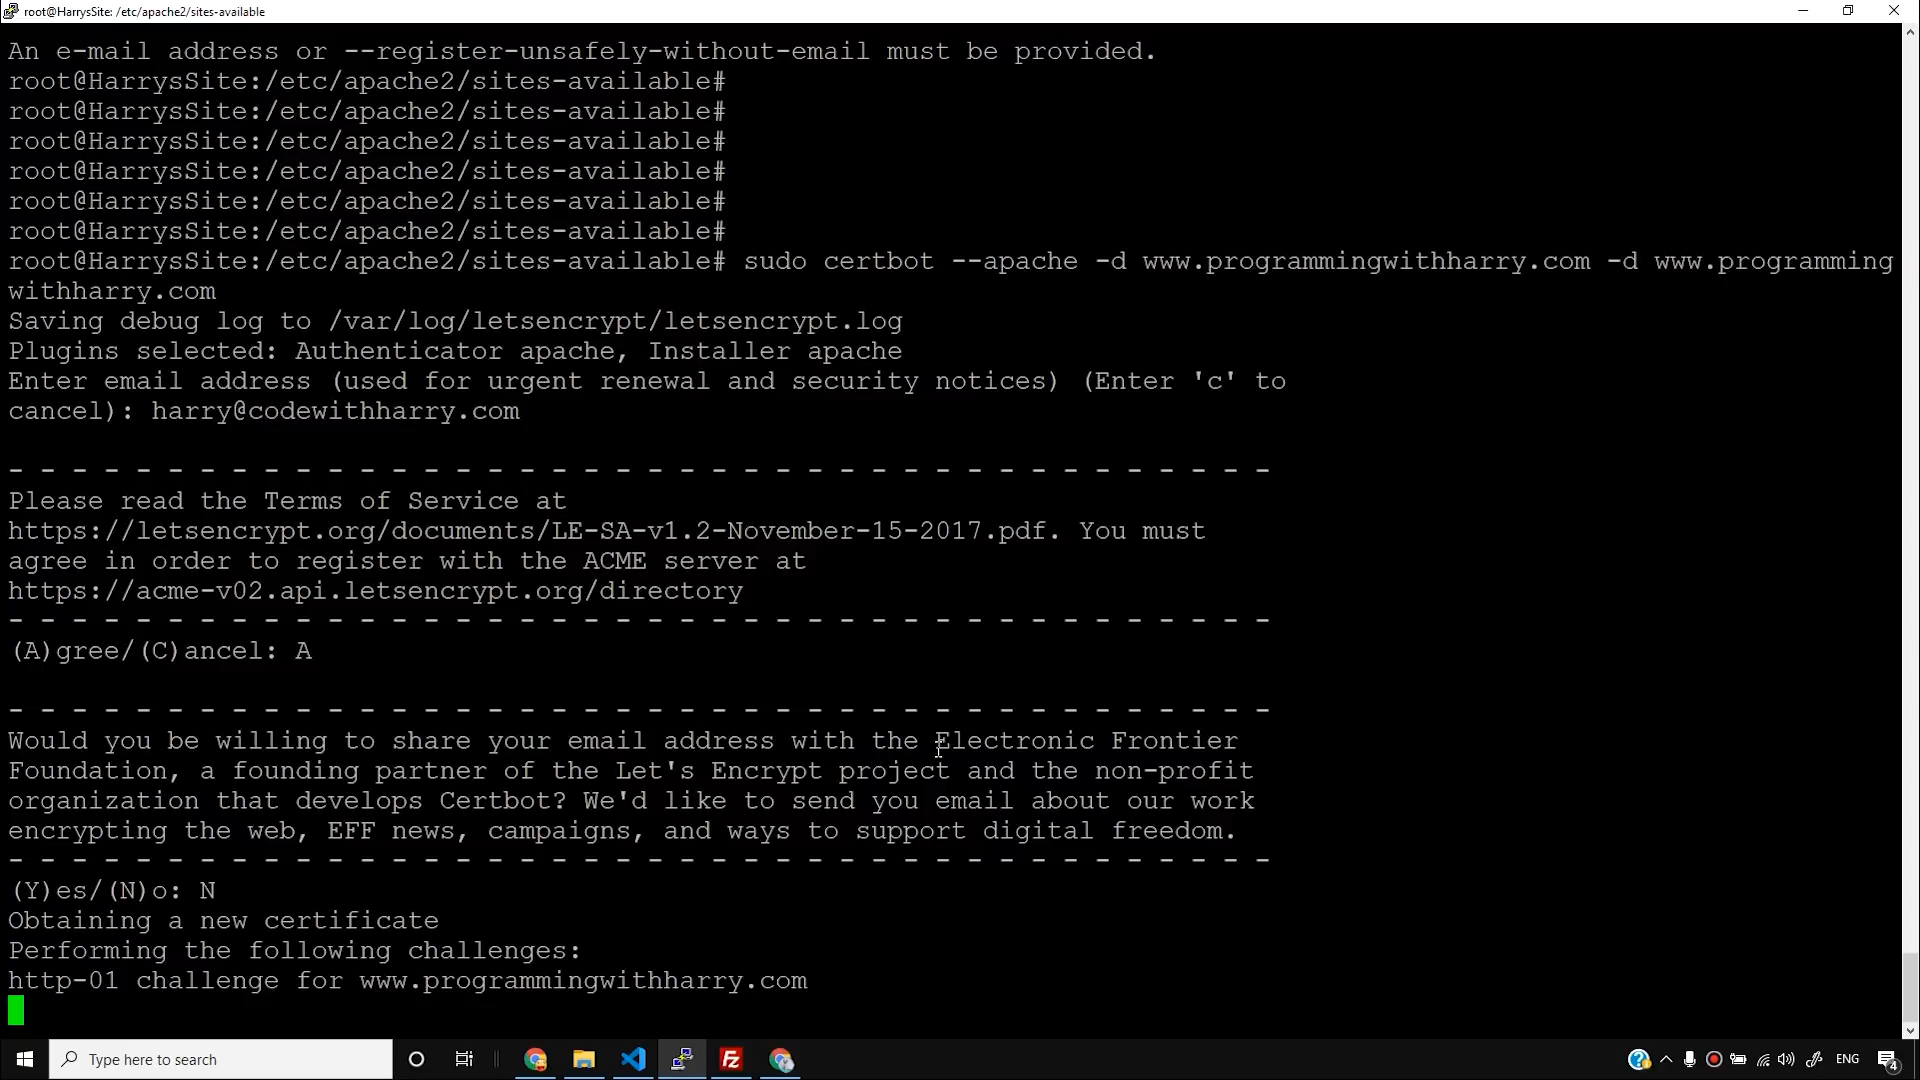 root@HarrysSite: /etc/apache2/sites-available
An e-mail address or --register-unsafely-without-email must be provided.
root@HarrysSite:/etc/apache2/sites-available#
root@HarrysSite:/etc/apache2/sites-available#
root@HarrysSite:/etc/apache2/sites-available#
root@HarrysSite:/etc/apache2/sites-available#
root@HarrysSite:/etc/apache2/sites-available#
root@HarrysSite:/etc/apache2/sites-available#
root@HarrysSite:/etc/apache2/sites-available# sudo certbot --apache -d www.programmingwithharry.com -d www.programming
withharry.com
Saving debug log to /var/log/letsencrypt/letsencrypt.log
Plugins selected: Authenticator apache, Installer apache
Enter email address (used for urgent renewal and security notices) (Enter 'c' to
cancel): harry@codewithharry.com
- - - - - - - - - - - - - - - - - - - - - - - - - - - - - - - - - - - - - - - -
Please read the Terms of Service at
https://letsencrypt.org/documents/LE-SA-v1.2-November-15-2017.pdf. You must
agree in order to register with the ACME server at
https://acme-v02.api.letsencrypt.org/directory
- - - - - - - - - - - - - - - - - - - - - - - - - - - - - - - - - - - - - - - -
(A)gree/(C)ancel: A
- - - - - - - - - - - - - - - - - - - - - - - - - - - - - - - - - - - - - - - -
Would you be willing to share your email address with the Electronic Frontier
Foundation, a founding partner of the Let's Encrypt project and the non-profit
organization that develops Certbot? We'd like to send you email about our work
encrypting the web, EFF news, campaigns, and ways to support digital freedom.
- - - - - - - - - - - - - - - - - - - - - - - - - - - - - - - - - - - - - - - -
(Y)es/(N)o: N
Obtaining a new certificate
Performing the following challenges:
http-01 challenge for www.programmingwithharry.com
Type here to search
ENG
4